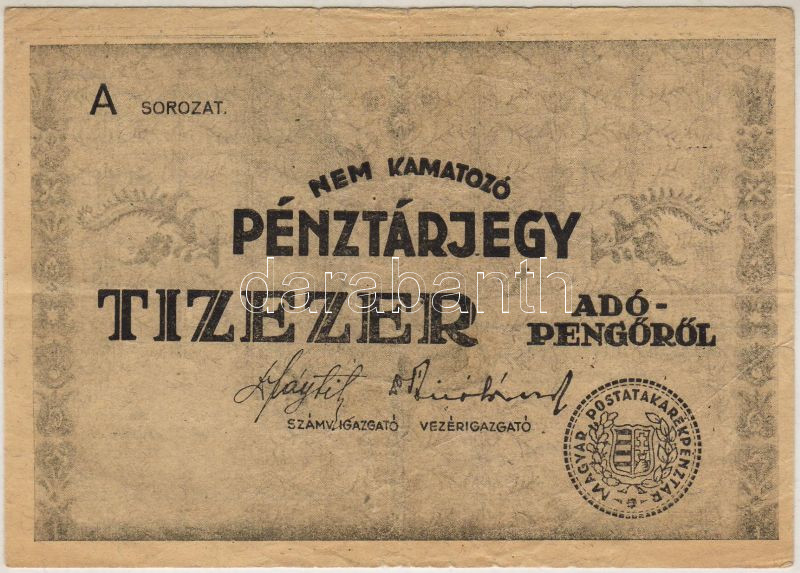 A SOROZAT.
NEM KAMATOZÓ
PÉNZTÁRJEGY
TIZEZER ADÓ-
PENGŐRŐL
darabanth
SZÁMV. IGAZGATÓ VEZÉRIGAZGATÓ
MAGYAR POSTATAKARÉKPÉNZTÁR